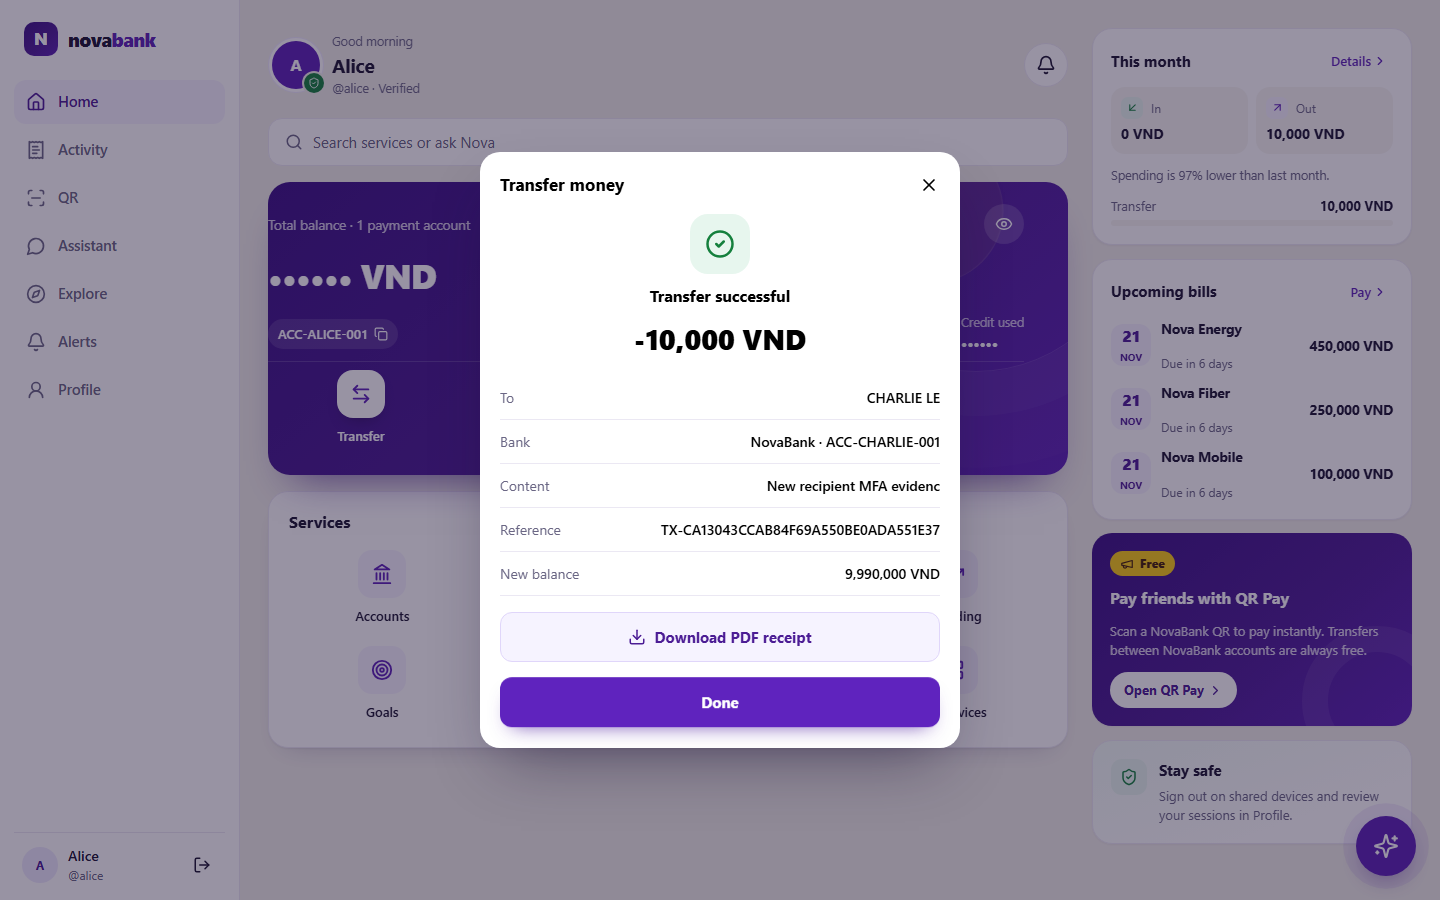 N novabank
Home
Activity
QR
Assistant
Explore
Alerts
Profile
A
Alice
@alice
A
Good morning
Alice
@alice · Verified
Search services or ask Nova
Total balance · 1 payment account
•••••• VND
ACC-ALICE-001
Transfer
Credit used
••••••
Services
Accounts
Goals
Transfer money
Transfer successful
-10,000 VND
To CHARLIE LE
Bank NovaBank · ACC-CHARLIE-001
Content New recipient MFA evidenc
Reference TX-CA13043CCAB84F69A550BE0ADA551E37
New balance 9,990,000 VND
Download PDF receipt
Done
This month Details
In Out
0 VND 10,000 VND
Spending is 97% lower than last month.
Transfer 10,000 VND
Upcoming bills Pay
21 NOV Nova Energy
Due in 6 days 450,000 VND
21 NOV Nova Fiber
Due in 6 days 250,000 VND
21 NOV Nova Mobile
Due in 6 days 100,000 VND
Free
Pay friends with QR Pay
Scan a NovaBank QR to pay instantly. Transfers
between NovaBank accounts are always free.
Open QR Pay
Stay safe
Sign out on shared devices and review
your sessions in Profile.